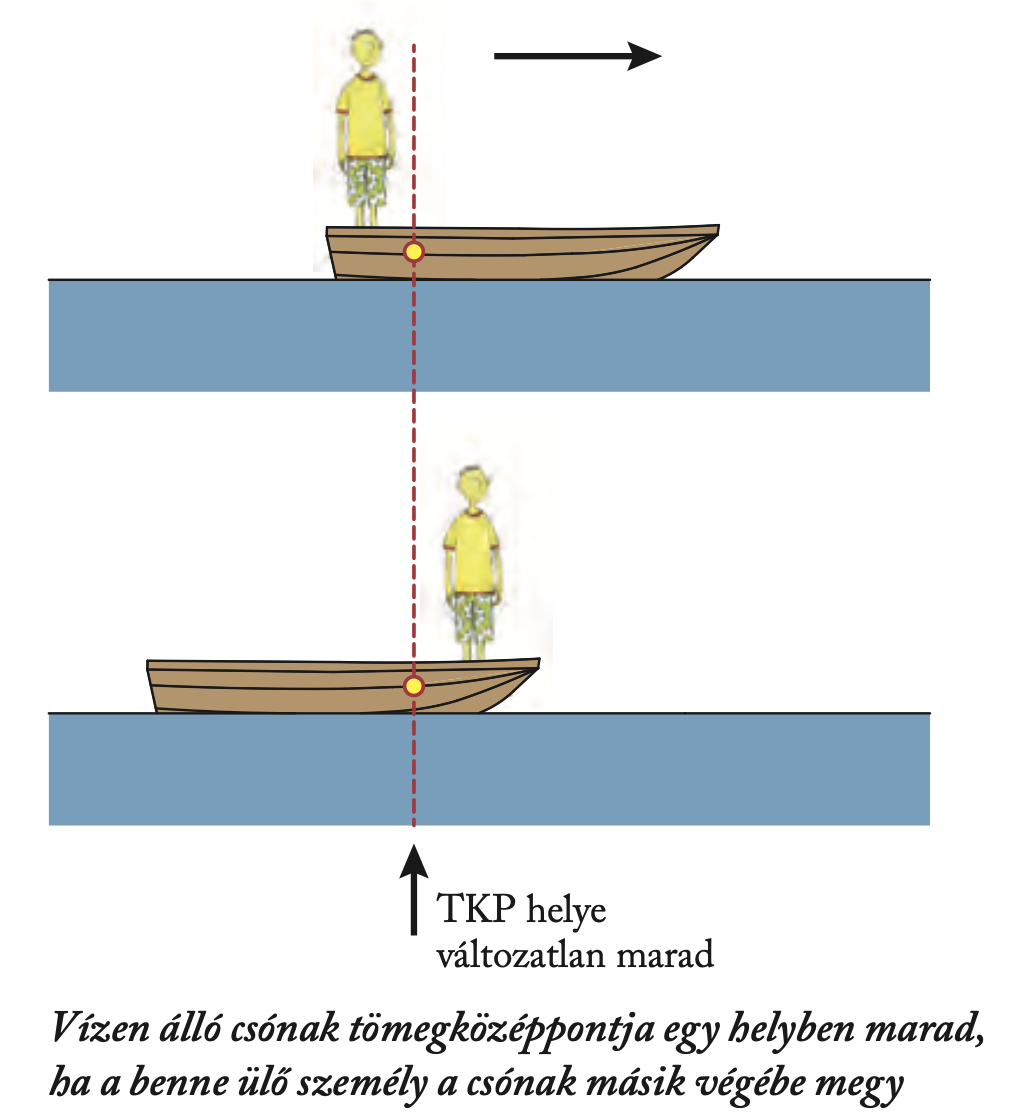 TKP helye
változatlan marad
Vízen álló csónak tömegközéppontja egy helyben marad,
ha a benne ülő személy a csónak másik végébe megy